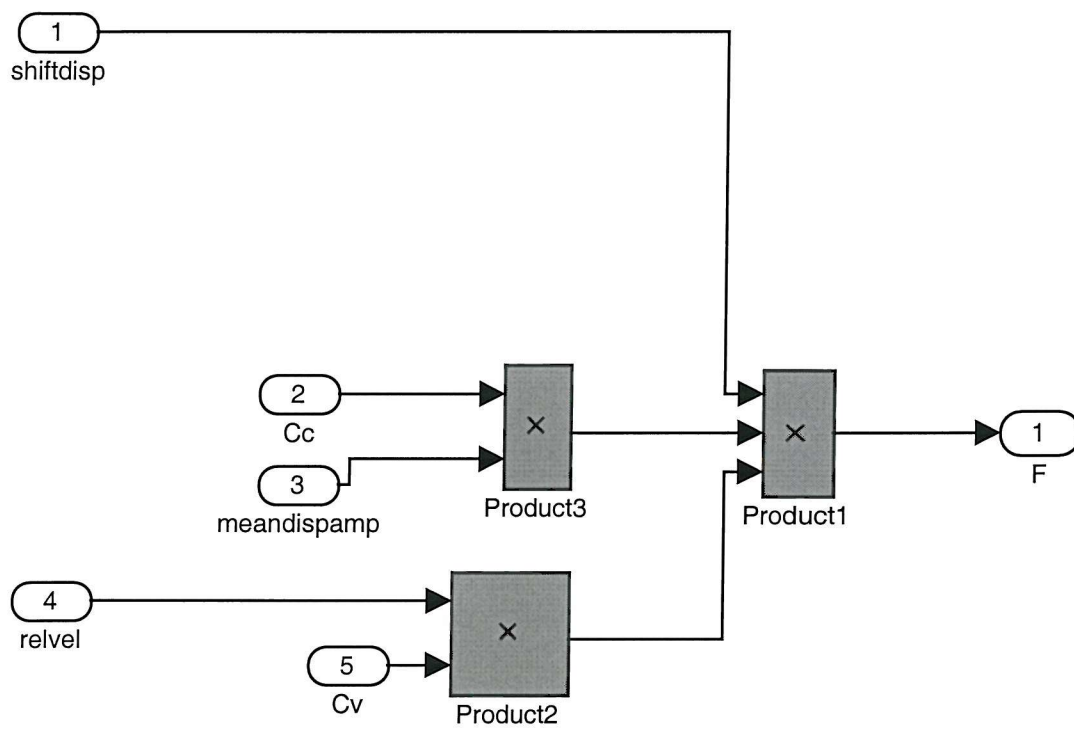 1
shiftdisp
2
Cc
3
meandispamp
×
Product3
×
Product1
1
F
4
relvel
5
Cv
×
Product2